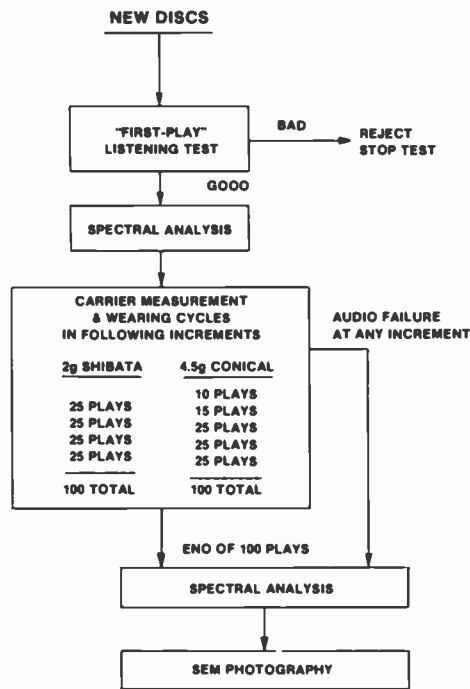 NEW DISCS
"FIRST-PLAY"
LISTENING TEST
BAD
REJECT
STOP TEST
GOOO
SPECTRAL ANALYSIS
CARRIER MEASUREMENT
& WEARING CYCLES
IN FOLLOWING INCREMENTS
2g SHIBATA
25 PLAYS
25 PLAYS
25 PLAYS
25 PLAYS
100 TOTAL
4.5g CONICAL
10 PLAYS
15 PLAYS
25 PLAYS
25 PLAYS
25 PLAYS
100 TOTAL
AUDIO FAILURE
AT ANY INCREMENT
ENO OF 100 PLAYS
SPECTRAL ANALYSIS
SEM PHOTOGRAPHY